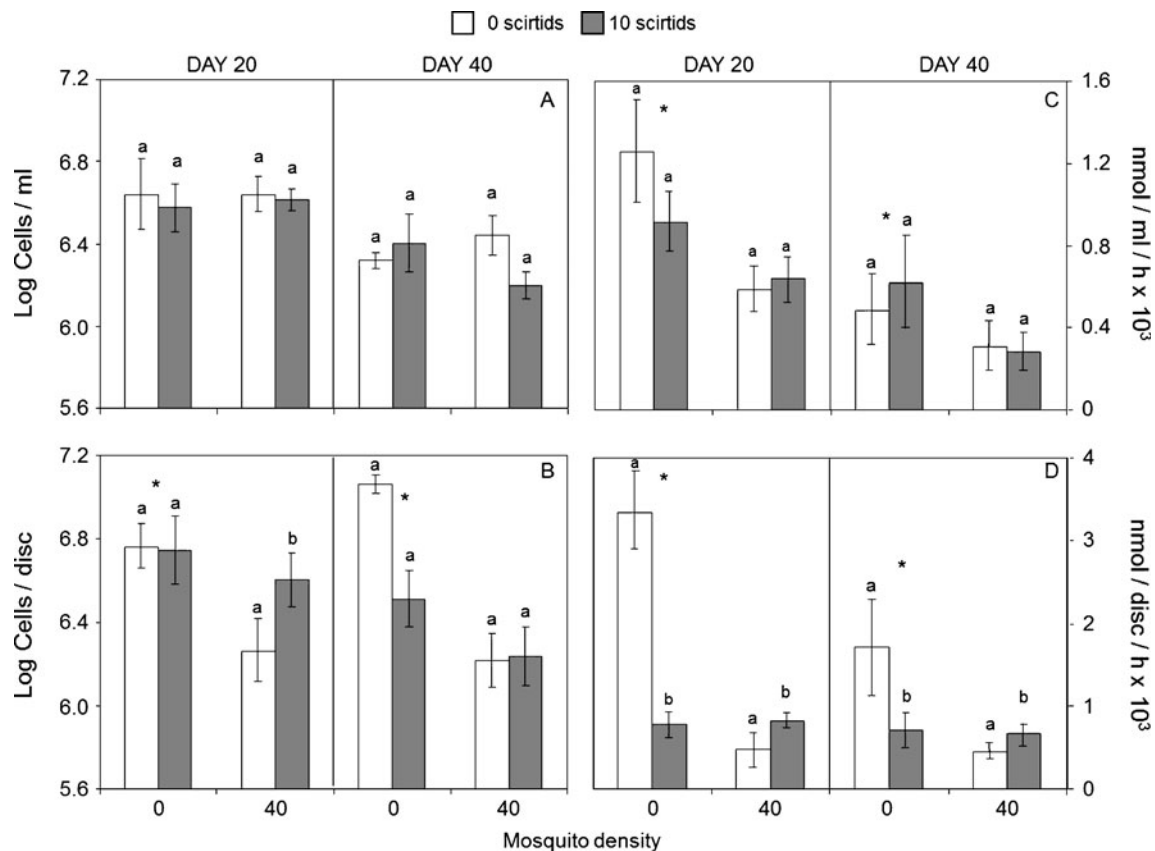 0 scirtids 10 scirtids
DAY 20 DAY 40 DAY 20 DAY 40
7.2 A C 1.6
a a a a a a a a
a * a a a * a a a a
6.8 1.2
6.4 0.8
6.0 0.4
5.6 0
Log Cells / ml
nmol / ml / h x 10³
7.2 B D 4
* a a a b a * a a a
a * b a b a * b a b
6.8 3
6.4 2
6.0 1
5.6 0
Log Cells / disc
nmol / disc / h x 10³
0 40 0 40 0 40 0 40
Mosquito density